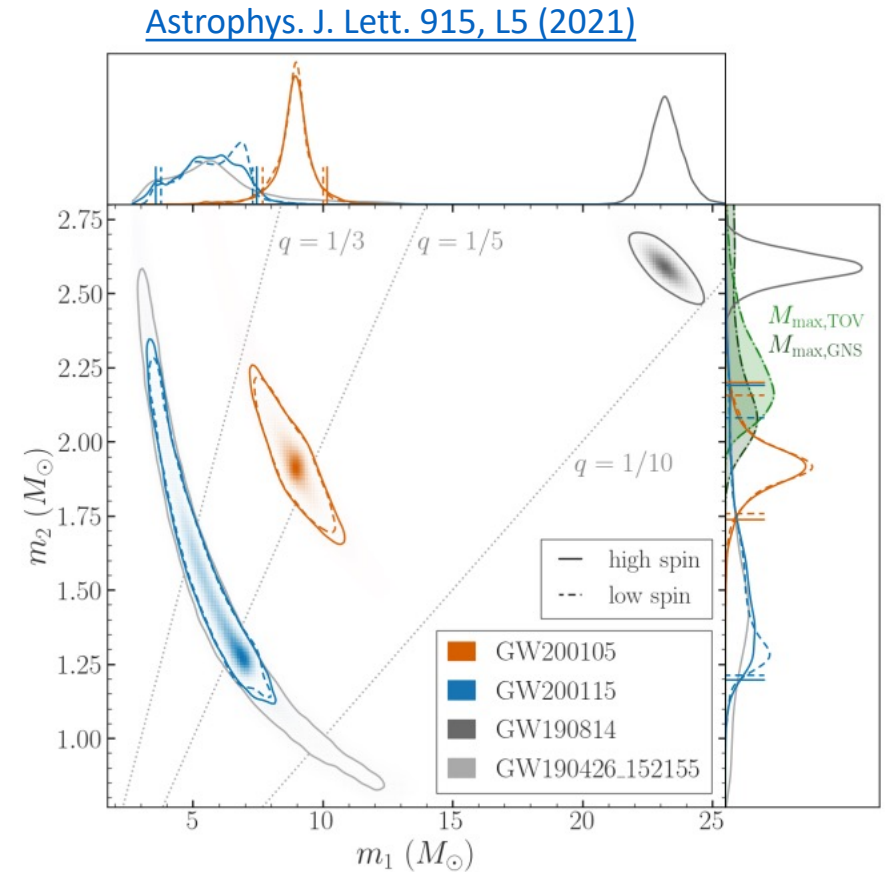 Astrophys. J. Lett. 915, L5 (2021)
2.75
2.50
2.25
2.00
1.75
1.50
1.25
1.00
m₂ (M⊙)
q = 1/3
q = 1/5
q = 1/10
M_max,TOV
M_max,GNS
high spin
low spin
GW200105
GW200115
GW190814
GW190426_152155
5 10 15 20 25
m₁ (M⊙)